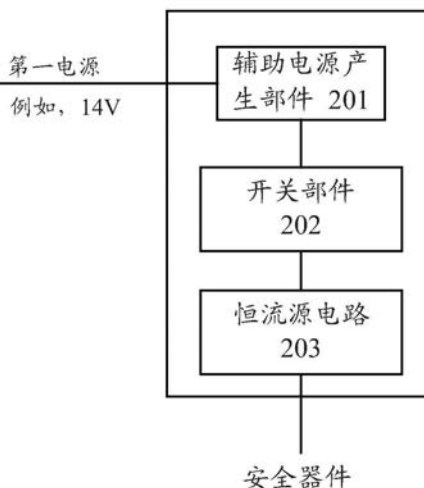 第一电源
例如，14V
辅助电源产
生部件 201
开关部件
202
恒流源电路
203
安全器件